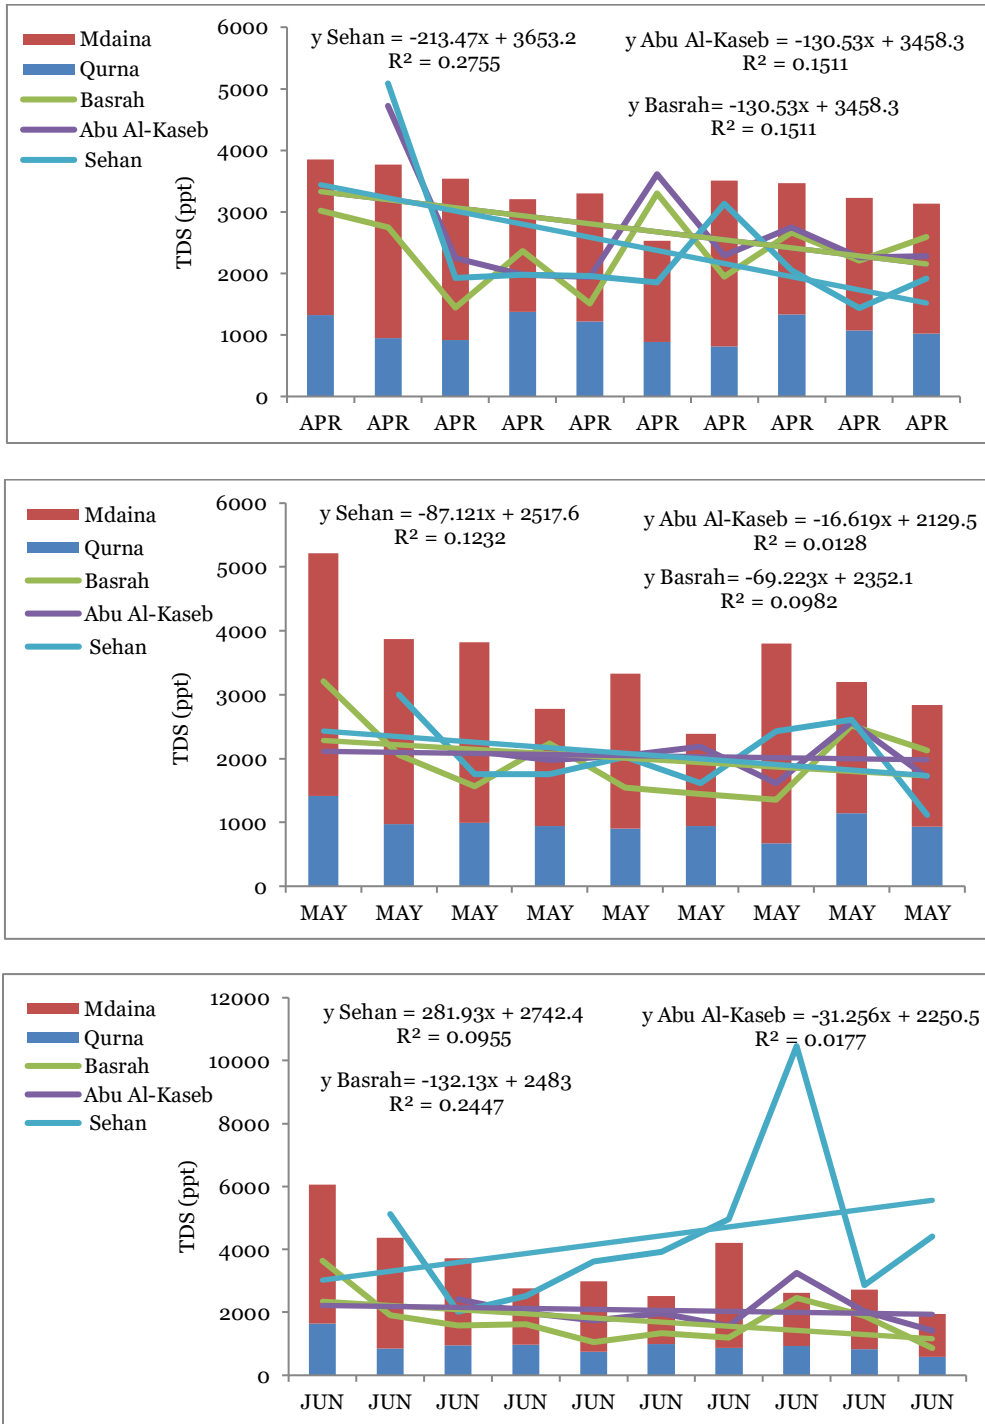 Mdaina
Qurna
Basrah
Abu Al-Kaseb
Sehan
y Sehan = -213.47x + 3653.2
R² = 0.2755
y Abu Al-Kaseb = -130.53x + 3458.3
R² = 0.1511
y Basrah= -130.53x + 3458.3
R² = 0.1511
TDS (ppt)
6000
5000
4000
3000
2000
1000
0
APR APR APR APR APR APR APR APR APR APR
Mdaina
Qurna
Basrah
Abu Al-Kaseb
Sehan
y Sehan = -87.121x + 2517.6
R² = 0.1232
y Abu Al-Kaseb = -16.619x + 2129.5
R² = 0.0128
y Basrah= -69.223x + 2352.1
R² = 0.0982
TDS (ppt)
6000
5000
4000
3000
2000
1000
0
MAY MAY MAY MAY MAY MAY MAY MAY MAY
Mdaina
Qurna
Basrah
Abu Al-Kaseb
Sehan
y Sehan = 281.93x + 2742.4
R² = 0.0955
y Abu Al-Kaseb = -31.256x + 2250.5
R² = 0.0177
y Basrah= -132.13x + 2483
R² = 0.2447
TDS (ppt)
12000
10000
8000
6000
4000
2000
0
JUN JUN JUN JUN JUN JUN JUN JUN JUN JUN